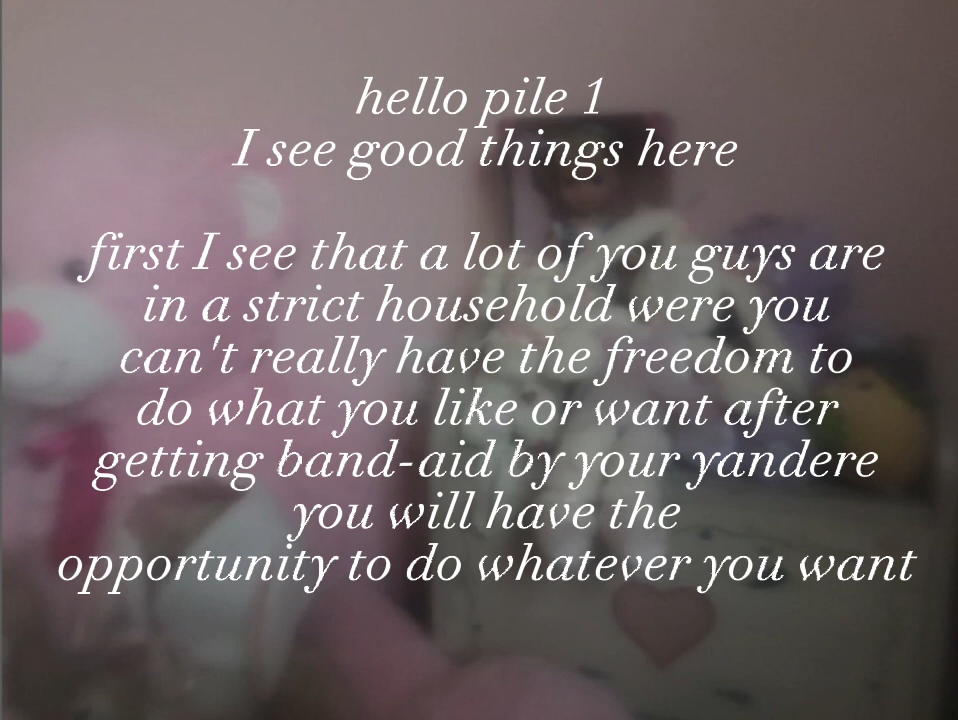 hello pile 1
I see good things here
first I see that a lot of you guys are
in a strict household were you
can't really have the freedom to
do what you like or want after
getting band-aid by your yandere
you will have the
opportunity to do whatever you want